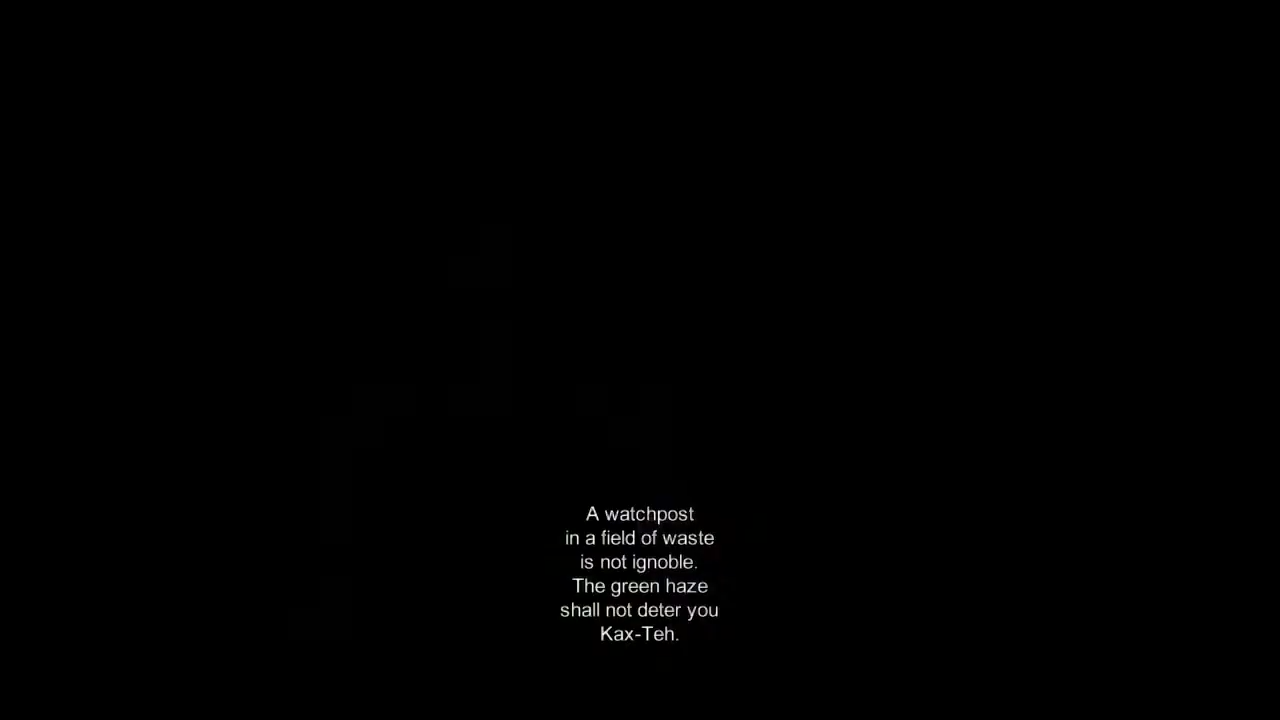 A watchpost
in a field of waste
is not ignoble.
The green haze
shall not deter you
Kax-Teh.